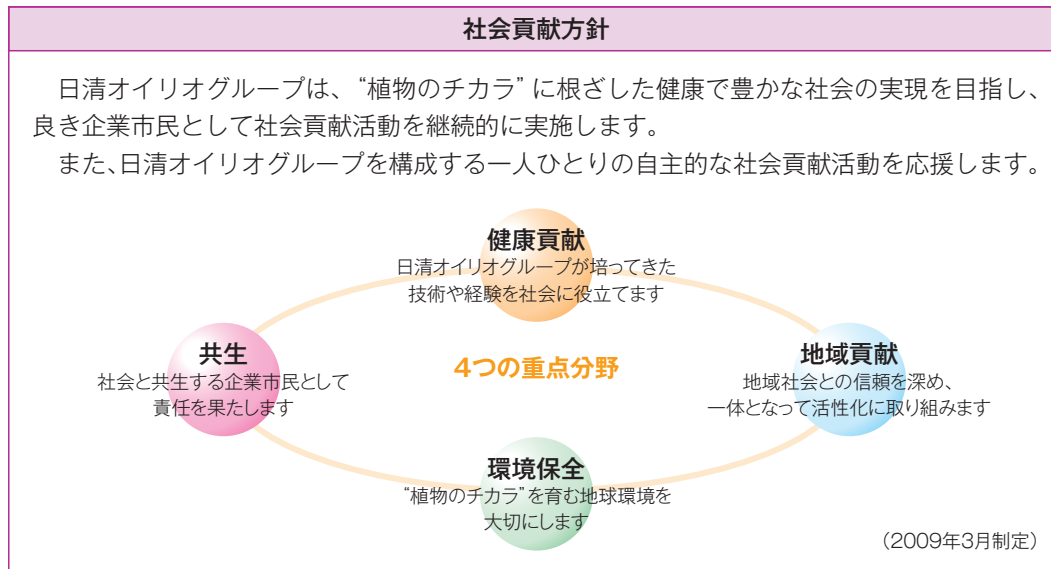 社会貢献方針
日清オイリオグループは、“植物のチカラ”に根ざした健康で豊かな社会の実現を目指し、
良き企業市民として社会貢献活動を継続的に実施します。
また、日清オイリオグループを構成する一人ひとりの自主的な社会貢献活動を応援します。
健康貢献
日清オイリオグループが培ってきた
技術や経験を社会に役立てます
共生
社会と共生する企業市民として
責任を果たします
4つの重点分野
地域貢献
地域社会との信頼を深め、
一体となって活性化に取り組みます
環境保全
“植物のチカラ”を育む地球環境を
大切にします
（2009年3月制定）